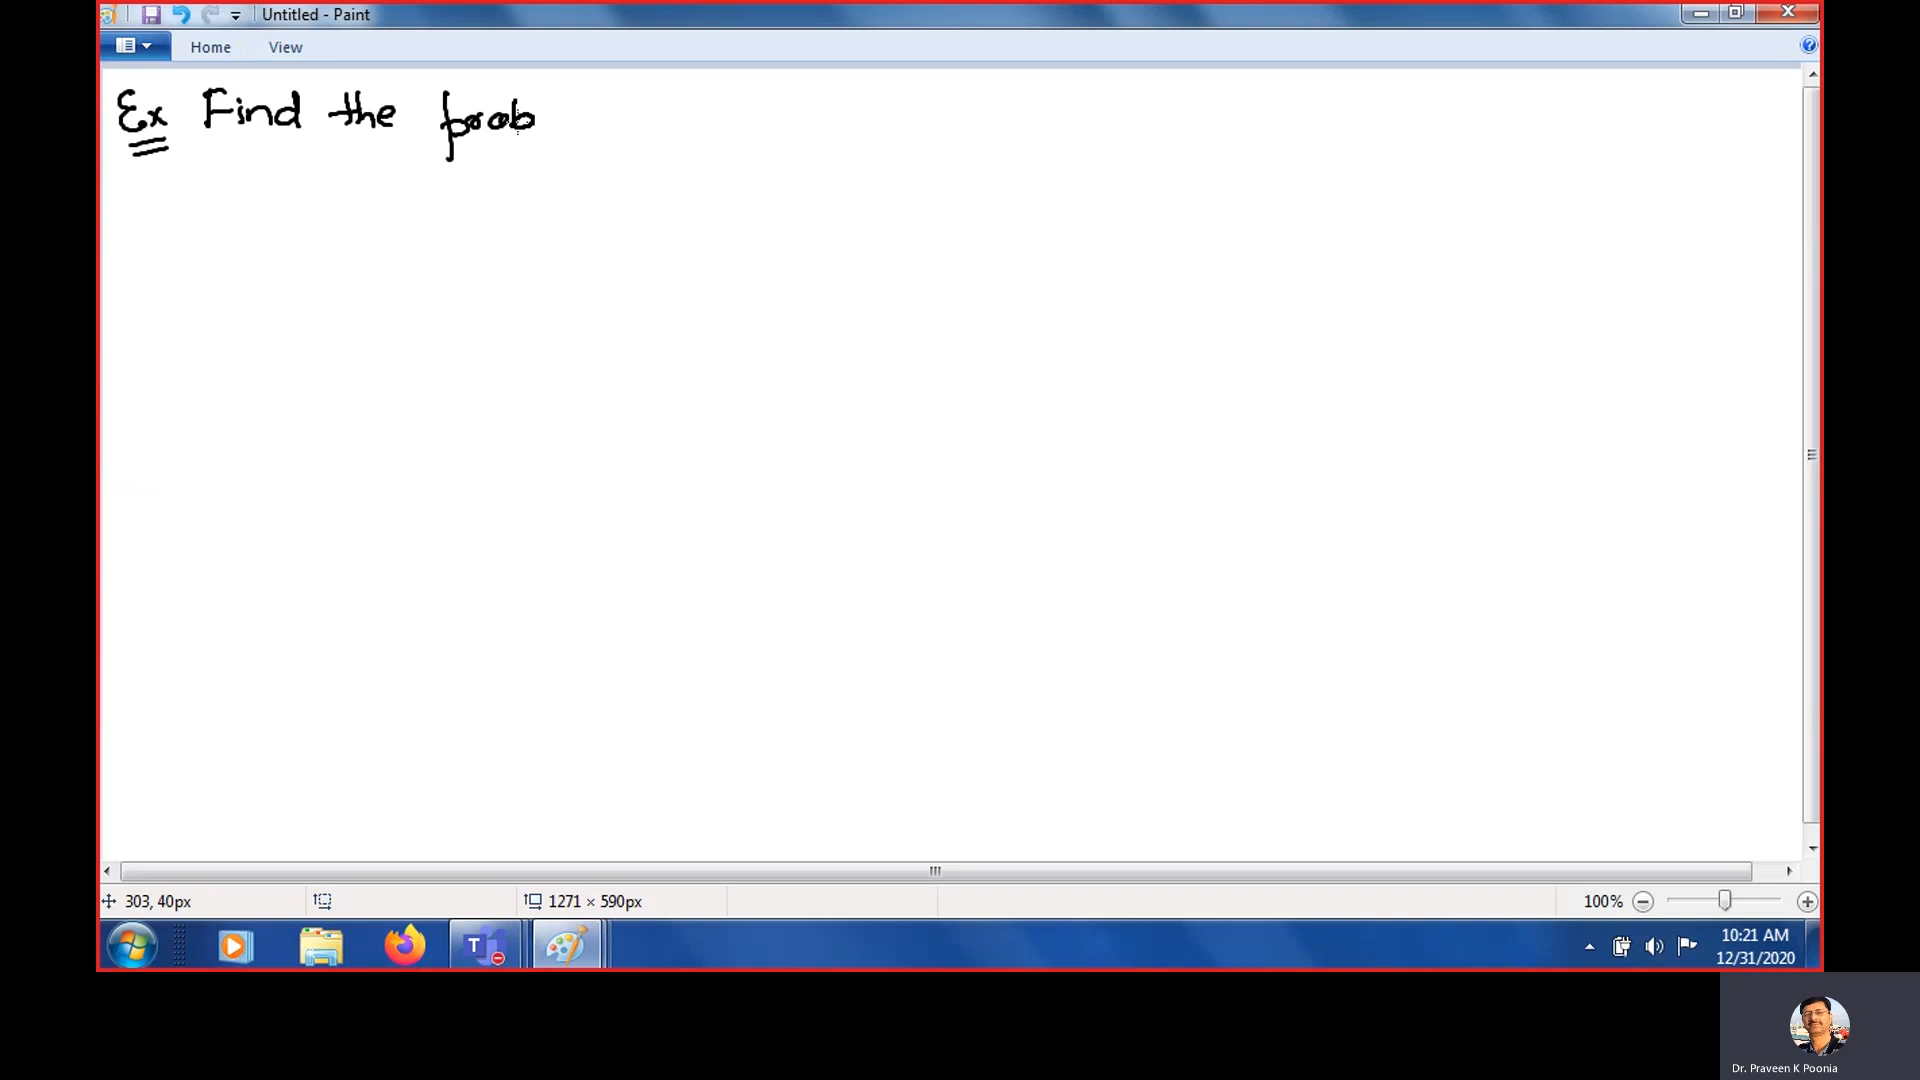 Untitled - Paint
Home View
Ex Find the prob
303, 40px
1271 × 590px
100%
T
10:21 AM
12/31/2020
Dr. Praveen K Poonia